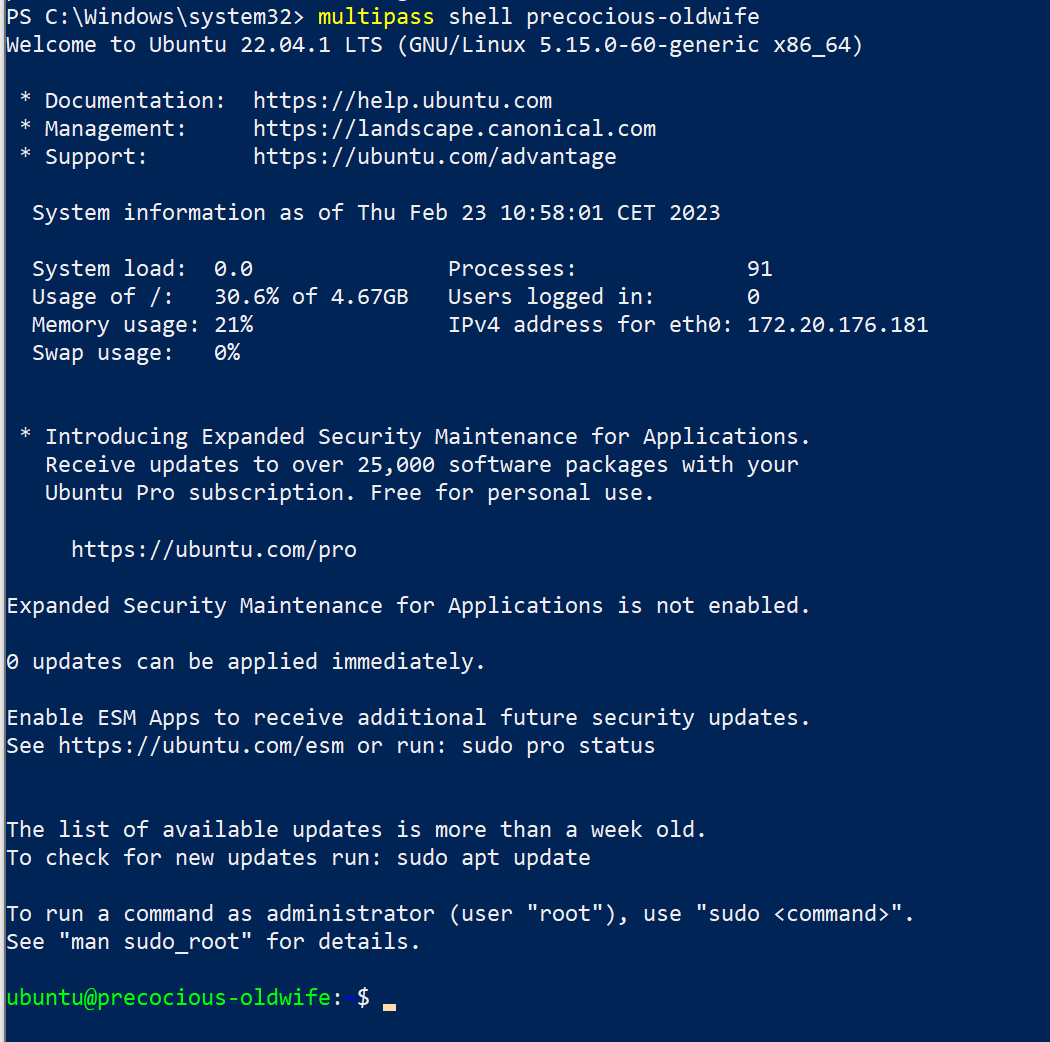 PS C:\Windows\system32> multipass shell precocious-oldwife
Welcome to Ubuntu 22.04.1 LTS (GNU/Linux 5.15.0-60-generic x86_64)
* Documentation:  https://help.ubuntu.com
* Management:     https://landscape.canonical.com
* Support:        https://ubuntu.com/advantage
System information as of Thu Feb 23 10:58:01 CET 2023
System load:  0.0               Processes:             91
Usage of /:   30.6% of 4.67GB   Users logged in:       0
Memory usage: 21%               IPv4 address for eth0: 172.20.176.181
Swap usage:   0%
* Introducing Expanded Security Maintenance for Applications.
Receive updates to over 25,000 software packages with your
Ubuntu Pro subscription. Free for personal use.
https://ubuntu.com/pro
Expanded Security Maintenance for Applications is not enabled.
0 updates can be applied immediately.
Enable ESM Apps to receive additional future security updates.
See https://ubuntu.com/esm or run: sudo pro status
The list of available updates is more than a week old.
To check for new updates run: sudo apt update
To run a command as administrator (user "root"), use "sudo <command>".
See "man sudo_root" for details.
ubuntu@precocious-oldwife:~$